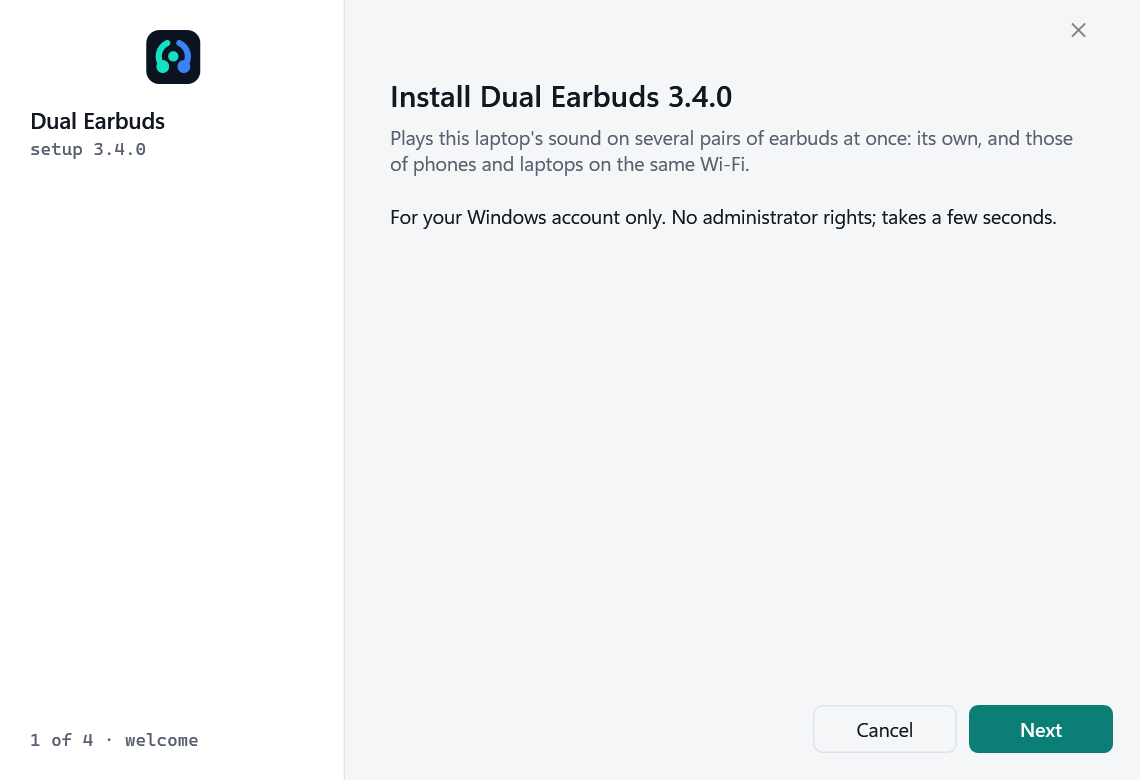 Dual Earbuds
setup 3.4.0
Install Dual Earbuds 3.4.0
Plays this laptop's sound on several pairs of earbuds at once: its own, and those
of phones and laptops on the same Wi-Fi.
For your Windows account only. No administrator rights; takes a few seconds.
1 of 4 · welcome
Cancel
Next